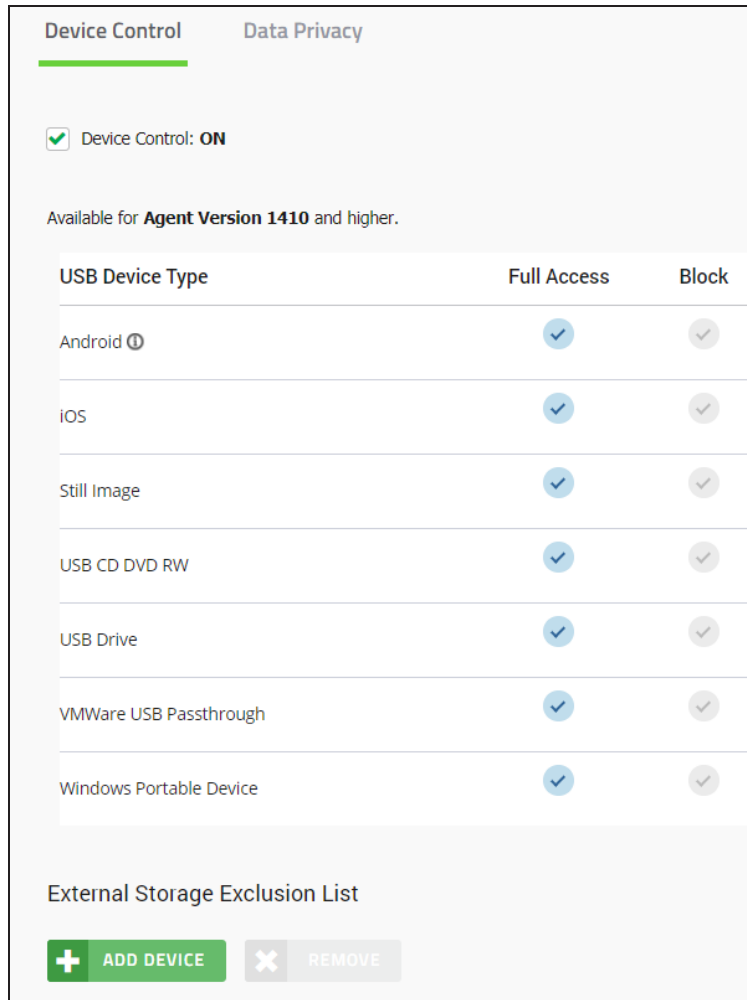 Device Control Data Privacy
Device Control: ON
Available for Agent Version 1410 and higher.
USB Device Type Full Access Block
Android
iOS
Still Image
USB CD DVD RW
USB Drive
VMWare USB Passthrough
Windows Portable Device
External Storage Exclusion List
ADD DEVICE REMOVE